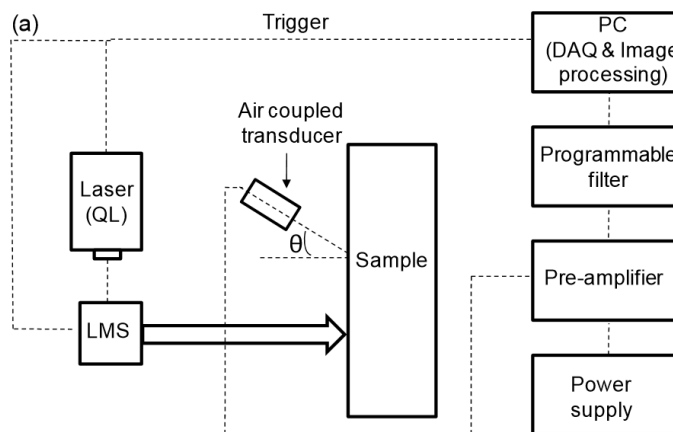 (a)
Trigger
PC
(DAQ & Image
processing)
Air coupled
transducer
Laser
(QL)
Programmable
filter
θ
Sample
Pre-amplifier
LMS
Power
supply